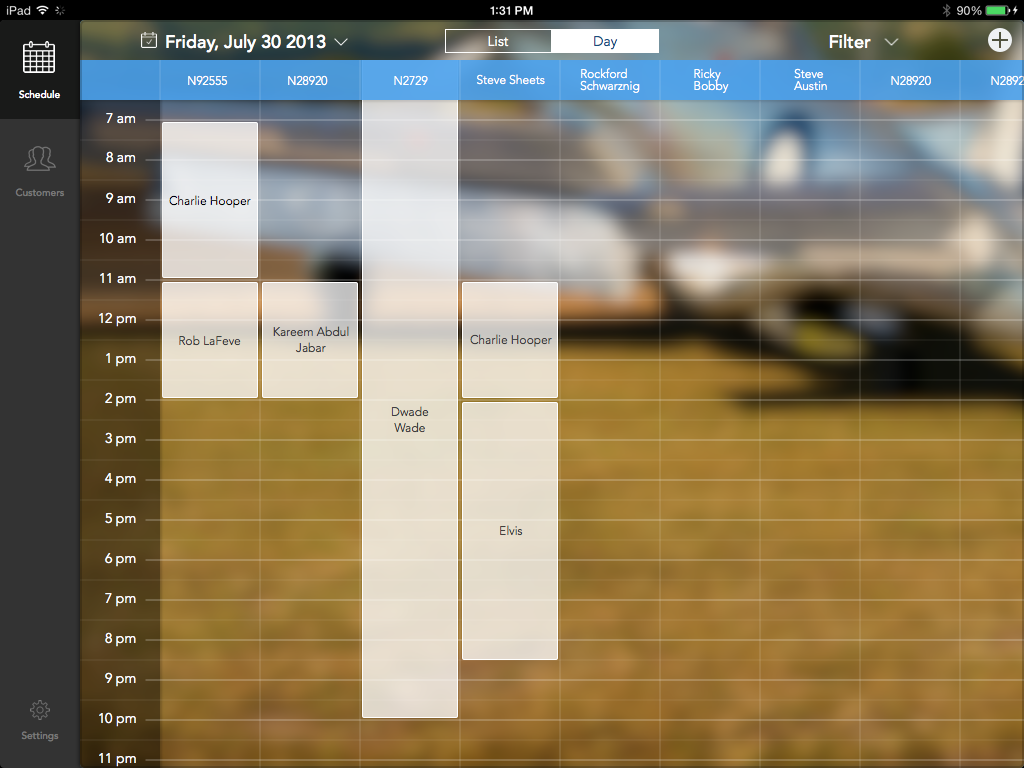 iPad 1:31 PM 90%
Friday, July 30 2013 List Day Filter
Schedule
Customers
Settings
N92555 N28920 N2729 Steve Sheets Rockford Schwarznig Ricky Bobby Steve Austin N28920 N2892
7 am
8 am
9 am
Charlie Hooper
10 am
11 am
12 pm
Rob LaFeve
Kareem Abdul
Jabar
Charlie Hooper
1 pm
2 pm
Dwade
Wade
3 pm
4 pm
5 pm
Elvis
6 pm
7 pm
8 pm
9 pm
10 pm
11 pm